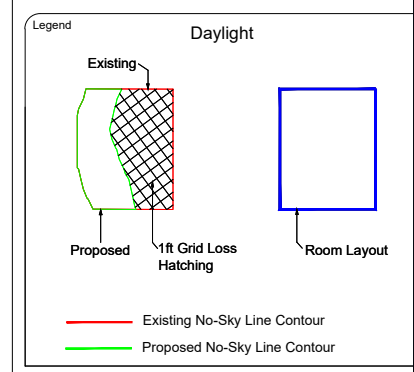 Legend
Daylight
Existing
Proposed
1ft Grid Loss
Hatching
Room Layout
Existing No-Sky Line Contour
Proposed No-Sky Line Contour